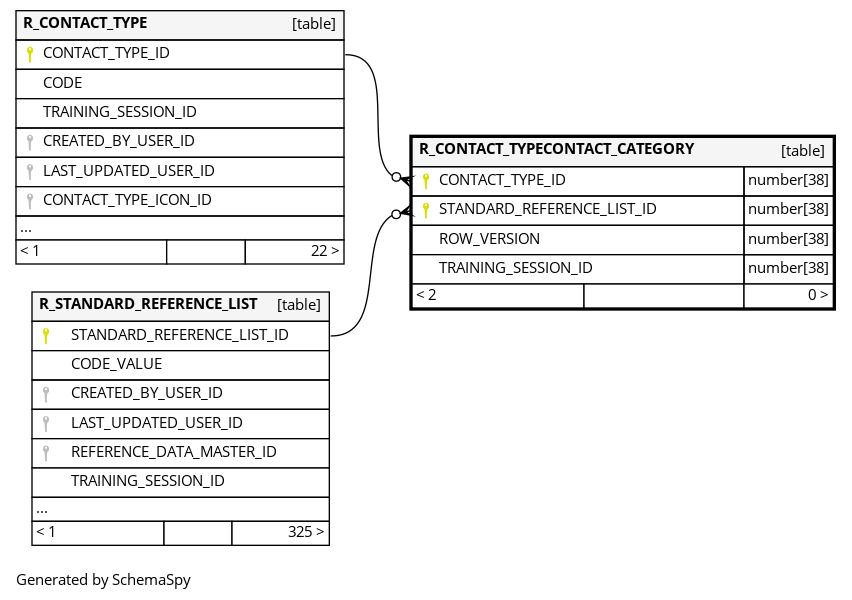 R_CONTACT_TYPE [table]
CONTACT_TYPE_ID
CODE
TRAINING_SESSION_ID
CREATED_BY_USER_ID
LAST_UPDATED_USER_ID
CONTACT_TYPE_ICON_ID
...
< 1 22 >
R_CONTACT_TYPECONTACT_CATEGORY [table]
CONTACT_TYPE_ID number[38]
STANDARD_REFERENCE_LIST_ID number[38]
ROW_VERSION number[38]
TRAINING_SESSION_ID number[38]
< 2 0 >
R_STANDARD_REFERENCE_LIST [table]
STANDARD_REFERENCE_LIST_ID
CODE_VALUE
CREATED_BY_USER_ID
LAST_UPDATED_USER_ID
REFERENCE_DATA_MASTER_ID
TRAINING_SESSION_ID
...
< 1 325 >
Generated by SchemaSpy